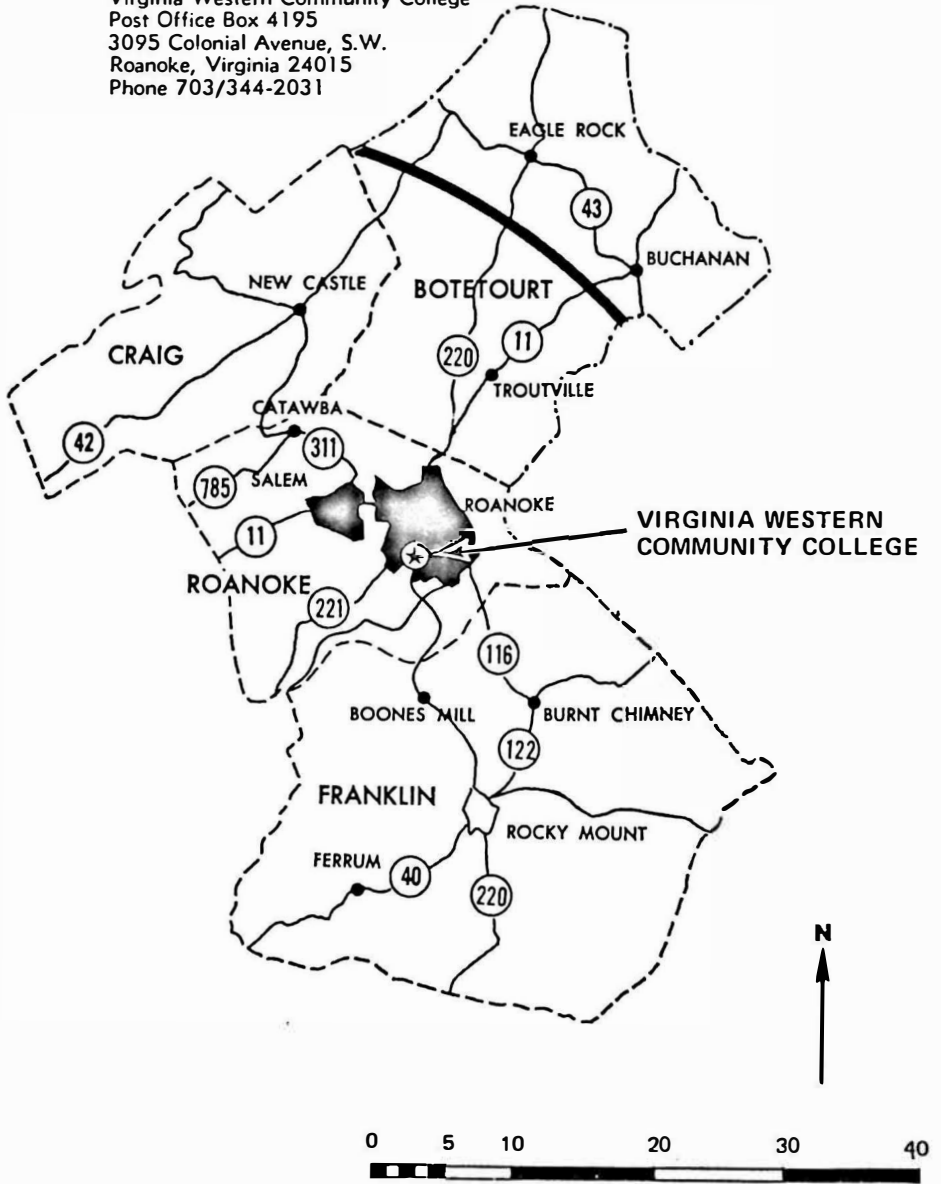 Virginia Western Community College
Post Office Box 4195
3095 Colonial Avenue, S.W.
Roanoke, Virginia 24015
Phone 703/344-2031
EAGLE ROCK
43
BUCHANAN
NEW CASTLE
BOTETOURT
CRAIG
220
11
TROUTVILLE
CATAWBA
42
311
785
SALEM
ROANOKE
11
VIRGINIA WESTERN
COMMUNITY COLLEGE
ROANOKE
221
116
BOONES MILL
BURNT CHIMNEY
122
FRANKLIN
ROCKY MOUNT
FERRUM
40
220
N
0 5 10 20 30 40